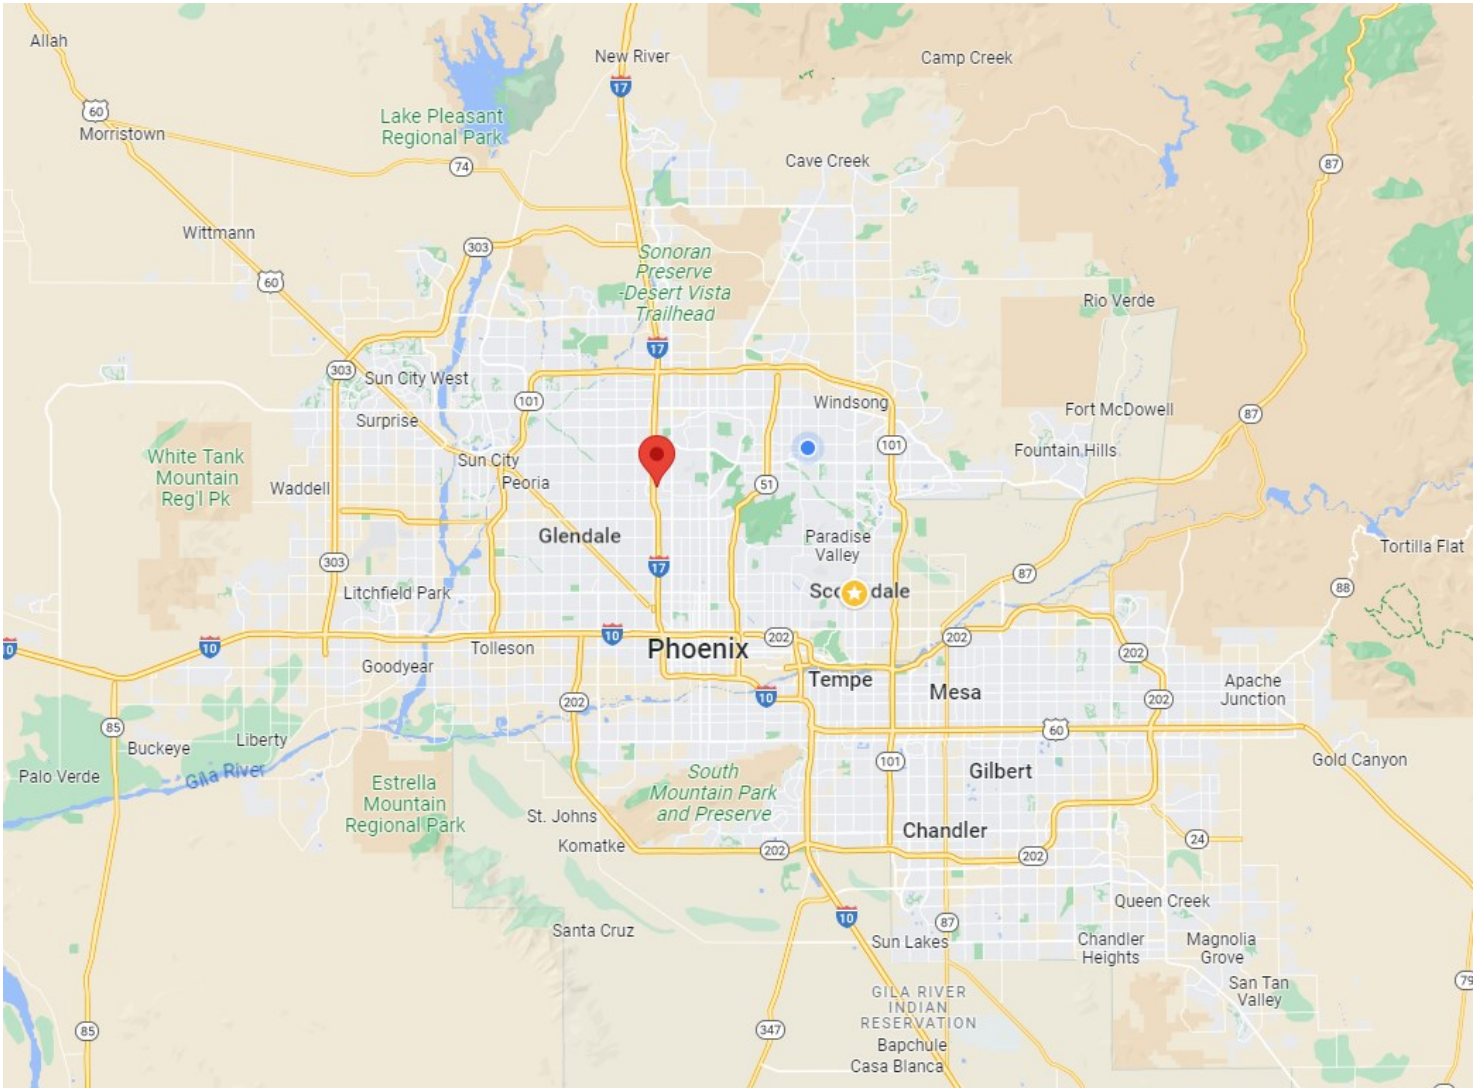 Allah
New River
Camp Creek
17
60
Morristown
Lake Pleasant
Regional Park
74
Cave Creek
87
Wittmann
303
60
Sonoran
Preserve
-Desert Vista
Trailhead
Rio Verde
17
303
Sun City West
101
Windsong
Surprise
Fort McDowell
87
101
Fountain Hills
White Tank
Mountain
Reg'l Pk
Sun City
Peoria
Waddell
51
Glendale
Paradise
Valley
Tortilla Flat
303
17
87
88
Litchfield Park
10
10
10
Phoenix
202
202
Tolleson
Goodyear
202
Tempe
Mesa
Apache
Junction
202
10
202
85
Buckeye
Liberty
60
Palo Verde
Gila River
101
Gilbert
Gold Canyon
South
Mountain Park
and Preserve
Estrella
Mountain
Regional Park
St. Johns
Komatke
Chandler
202
202
24
Queen Creek
10
87
Santa Cruz
Sun Lakes
Chandler
Heights
Magnolia
Grove
San Tan
Valley
79
GILA RIVER
INDIAN
RESERVATION
85
347
Bapchule
Casa Blanca